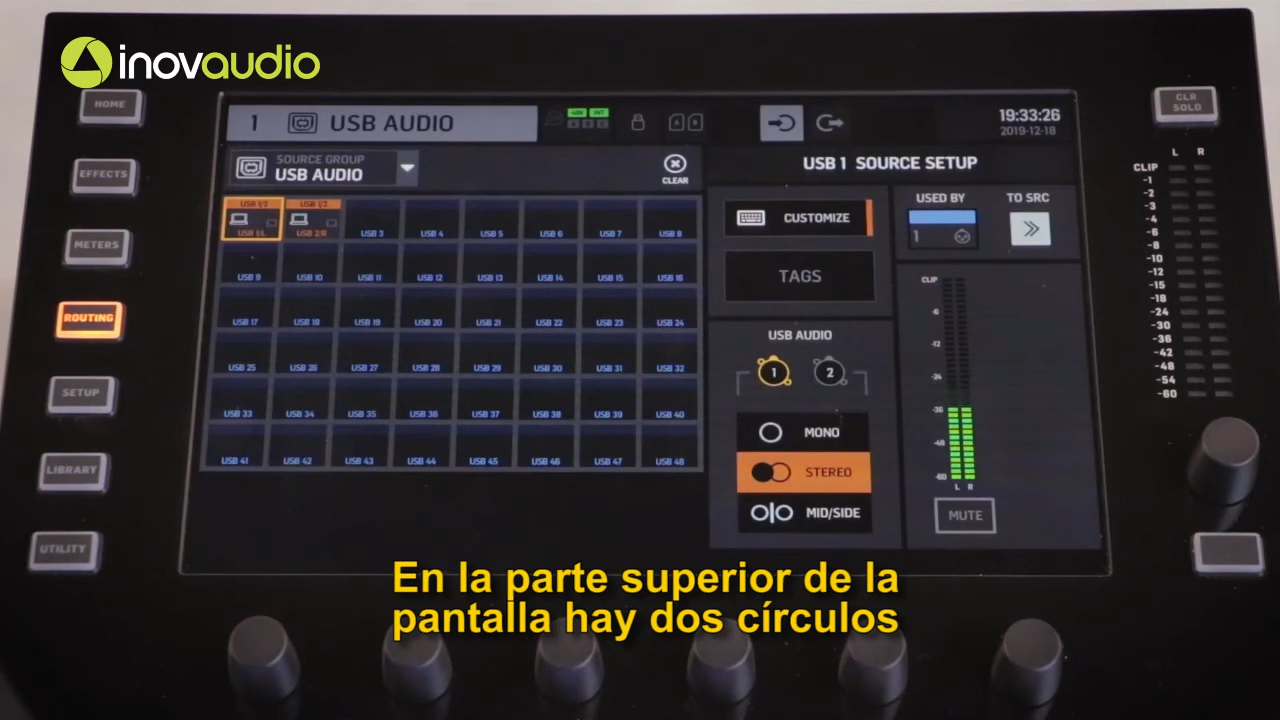 inovaudio
HOME
EFFECTS
METERS
ROUTING
SETUP
LIBRARY
UTILITY
1 USB AUDIO
48K INT
A B C
A B
19:33:26
2019-12-18
SOURCE GROUP
USB AUDIO
CLEAR
USB 1/2 USB 1/2
USB 1/L USB 2/R USB 3 USB 4 USB 5 USB 6 USB 7 USB 8
USB 9 USB 10 USB 11 USB 12 USB 13 USB 14 USB 15 USB 16
USB 17 USB 18 USB 19 USB 20 USB 21 USB 22 USB 23 USB 24
USB 25 USB 26 USB 27 USB 28 USB 29 USB 30 USB 31 USB 32
USB 33 USB 34 USB 35 USB 36 USB 37 USB 38 USB 39 USB 40
USB 41 USB 42 USB 43 USB 44 USB 45 USB 46 USB 47 USB 48
USB 1 SOURCE SETUP
CUSTOMIZE
TAGS
USB AUDIO
1 2
MONO
STEREO
MID/SIDE
USED BY
1
TO SRC
CLIP
-6
-12
-24
-36
-48
-60
L R
MUTE
CLR
SOLO
L R
CLIP
-1
-2
-3
-4
-6
-8
-10
-12
-15
-18
-24
-30
-36
-42
-48
-54
-60
En la parte superior de la
pantalla hay dos círculos